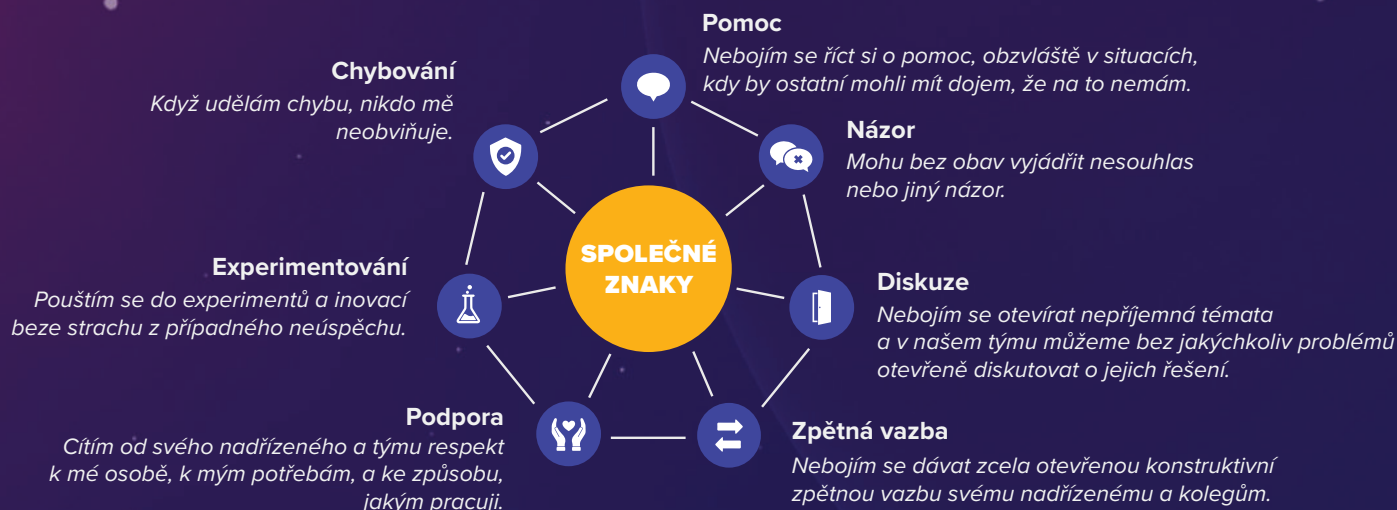 Pomoc
Nebojím se říct si o pomoc, obzvláště v situacích,
kdy by ostatní mohli mít dojem, že na to nemám.
Chybování
Když udělám chybu, nikdo mě
neobviňuje.
Názor
Mohu bez obav vyjádřit nesouhlas
nebo jiný názor.
SPOLEČNÉ
ZNAKY
Experimentování
Pouštím se do experimentů a inovací
beze strachu z případného neúspěchu.
Diskuze
Nebojím se otevírat nepříjemná témata
a v našem týmu můžeme bez jakýchkoliv problémů
otevřeně diskutovat o jejich řešení.
Podpora
Cítím od svého nadřízeného a týmu respekt
k mé osobě, k mým potřebám, a ke způsobu,
jakým pracuji.
Zpětná vazba
Nebojím se dávat zcela otevřenou konstruktivní
zpětnou vazbu svému nadřízenému a kolegům.